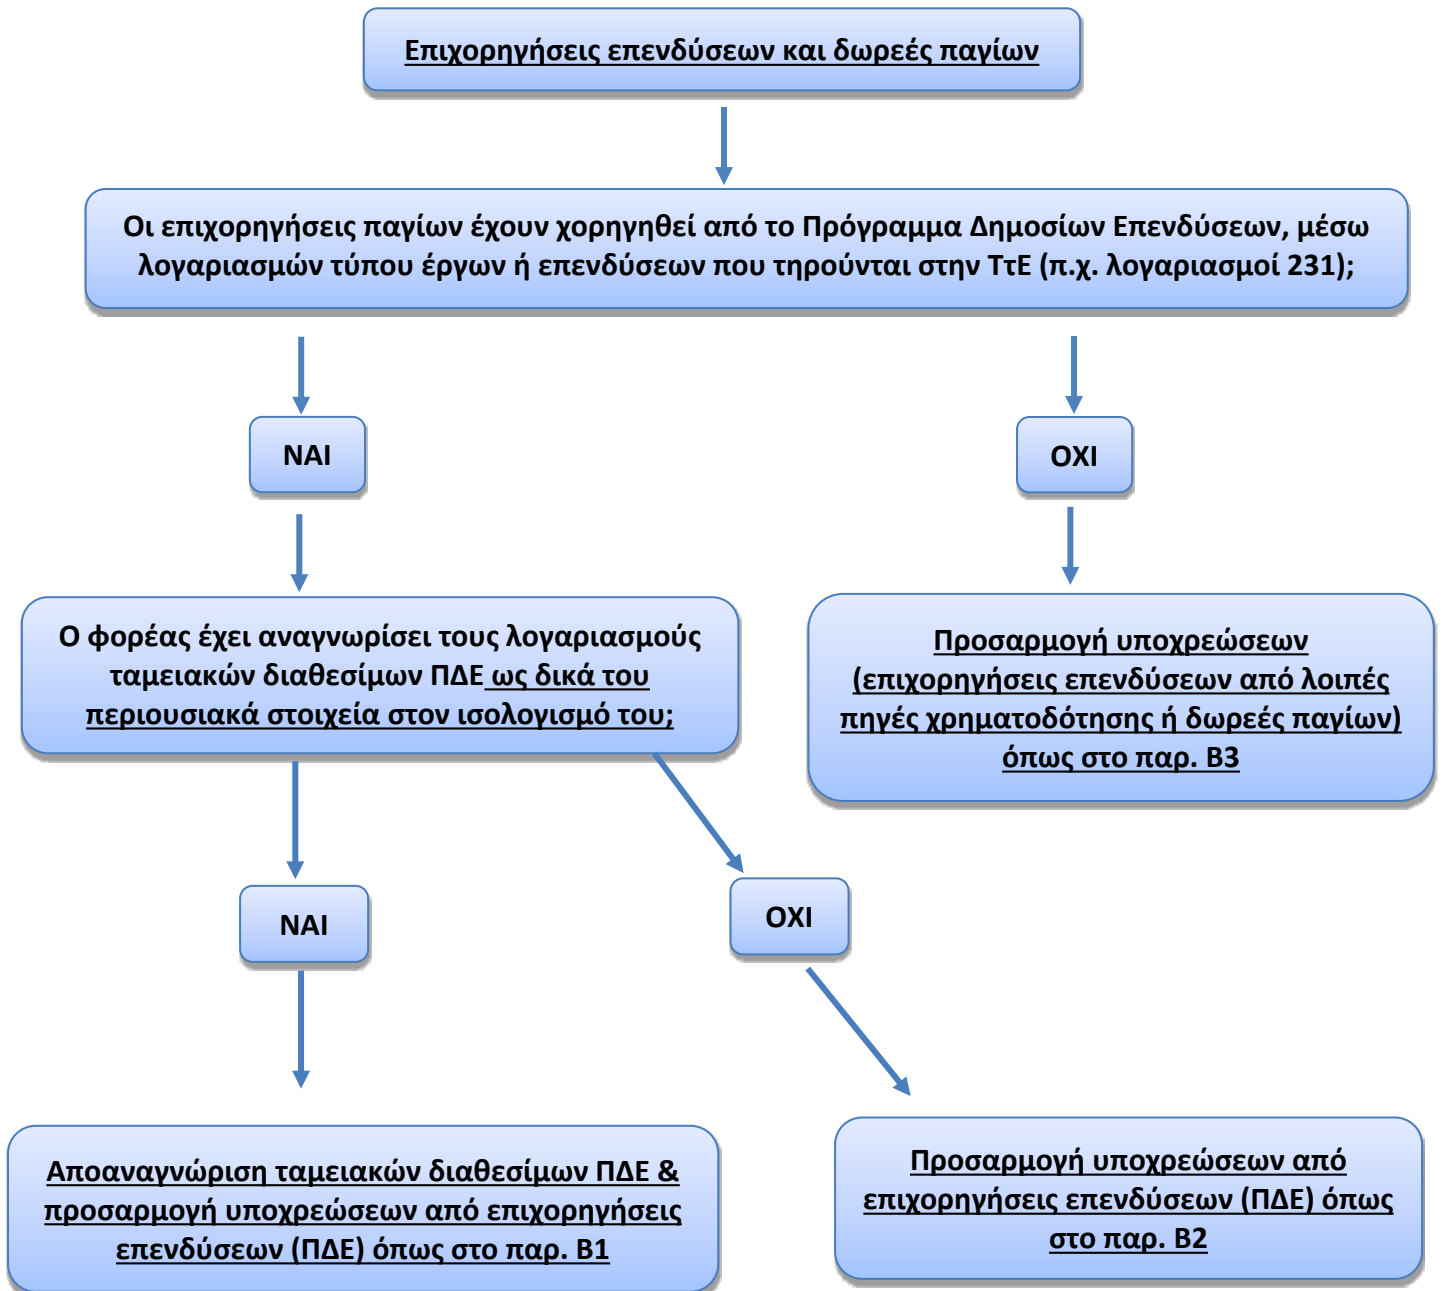 Επιχορηγήσεις επενδύσεων και δωρεές παγίων
Οι επιχορηγήσεις παγίων έχουν χορηγηθεί από το Πρόγραμμα Δημοσίων Επενδύσεων, μέσω
λογαριασμών τύπου έργων ή επενδύσεων που τηρούνται στην ΤτΕ (π.χ. λογαριασμοί 231);
ΝΑΙ
ΟΧΙ
Ο φορέας έχει αναγνωρίσει τους λογαριασμούς
ταμειακών διαθεσίμων ΠΔΕ ως δικά του
περιουσιακά στοιχεία στον ισολογισμό του;
Προσαρμογή υποχρεώσεων
(επιχορηγήσεις επενδύσεων από λοιπές
πηγές χρηματοδότησης ή δωρεές παγίων)
όπως στο παρ. Β3
ΝΑΙ
ΟΧΙ
Αποαναγνώριση ταμειακών διαθεσίμων ΠΔΕ &
προσαρμογή υποχρεώσεων από επιχορηγήσεις
επενδύσεων (ΠΔΕ) όπως στο παρ. Β1
Προσαρμογή υποχρεώσεων από
επιχορηγήσεις επενδύσεων (ΠΔΕ) όπως
στο παρ. Β2